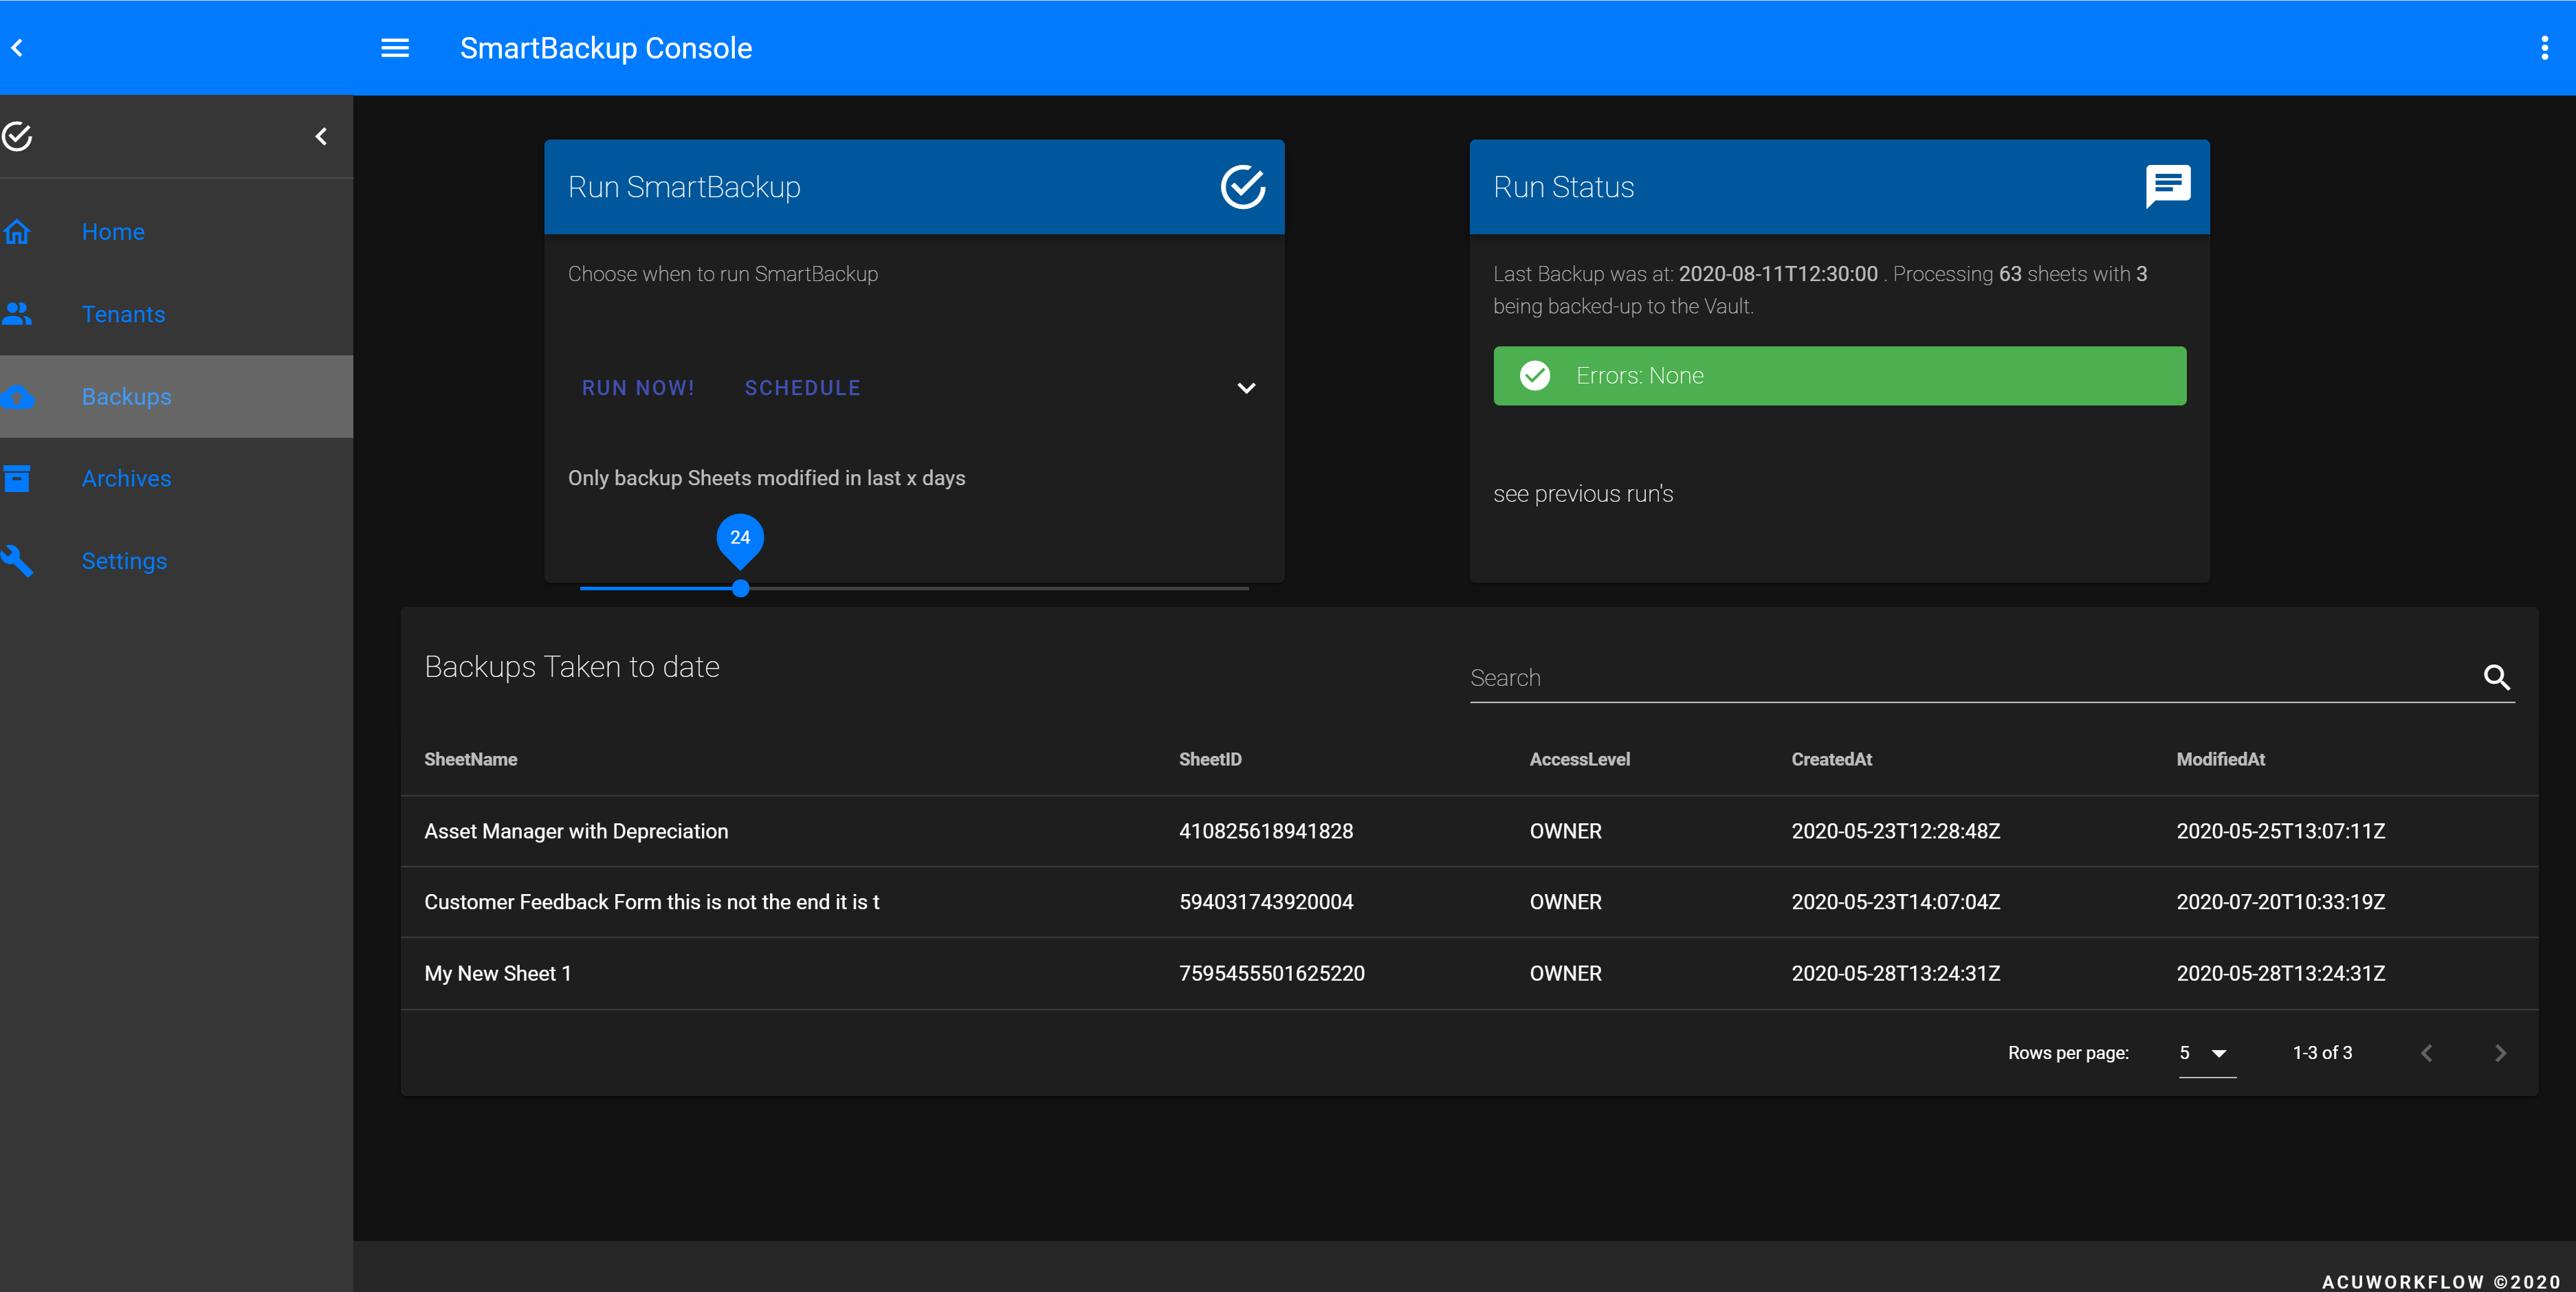 SmartBackup Console
Home
Tenants
Backups
Archives
Settings
Run SmartBackup
Choose when to run SmartBackup
RUN NOW! SCHEDULE
Only backup Sheets modified in last x days
24
Run Status
Last Backup was at: 2020-08-11T12:30:00 . Processing 63 sheets with 3
being backed-up to the Vault.
Errors: None
see previous run's
Backups Taken to date
Search
SheetName SheetID AccessLevel CreatedAt ModifiedAt
Asset Manager with Depreciation 410825618941828 OWNER 2020-05-23T12:28:48Z 2020-05-25T13:07:11Z
Customer Feedback Form this is not the end it is t 594031743920004 OWNER 2020-05-23T14:07:04Z 2020-07-20T10:33:19Z
My New Sheet 1 7595455501625220 OWNER 2020-05-28T13:24:31Z 2020-05-28T13:24:31Z
Rows per page: 5 1-3 of 3
ACUWORKFLOW ©2020